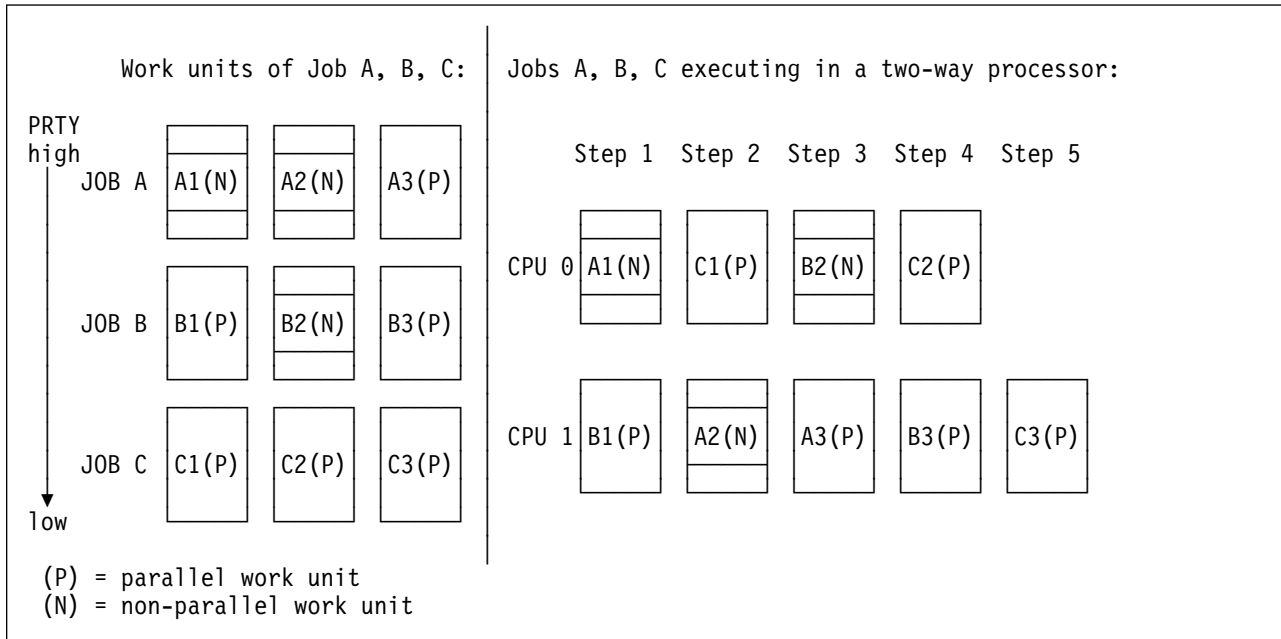 Work units of Job A, B, C:
Jobs A, B, C executing in a two-way processor:
PRTY
high
Step 1 Step 2 Step 3 Step 4 Step 5
JOB A A1(N) A2(N) A3(P)
CPU 0 A1(N) C1(P) B2(N) C2(P)
JOB B B1(P) B2(N) B3(P)
CPU 1 B1(P) A2(N) A3(P) B3(P) C3(P)
JOB C C1(P) C2(P) C3(P)
low
(P) = parallel work unit
(N) = non-parallel work unit